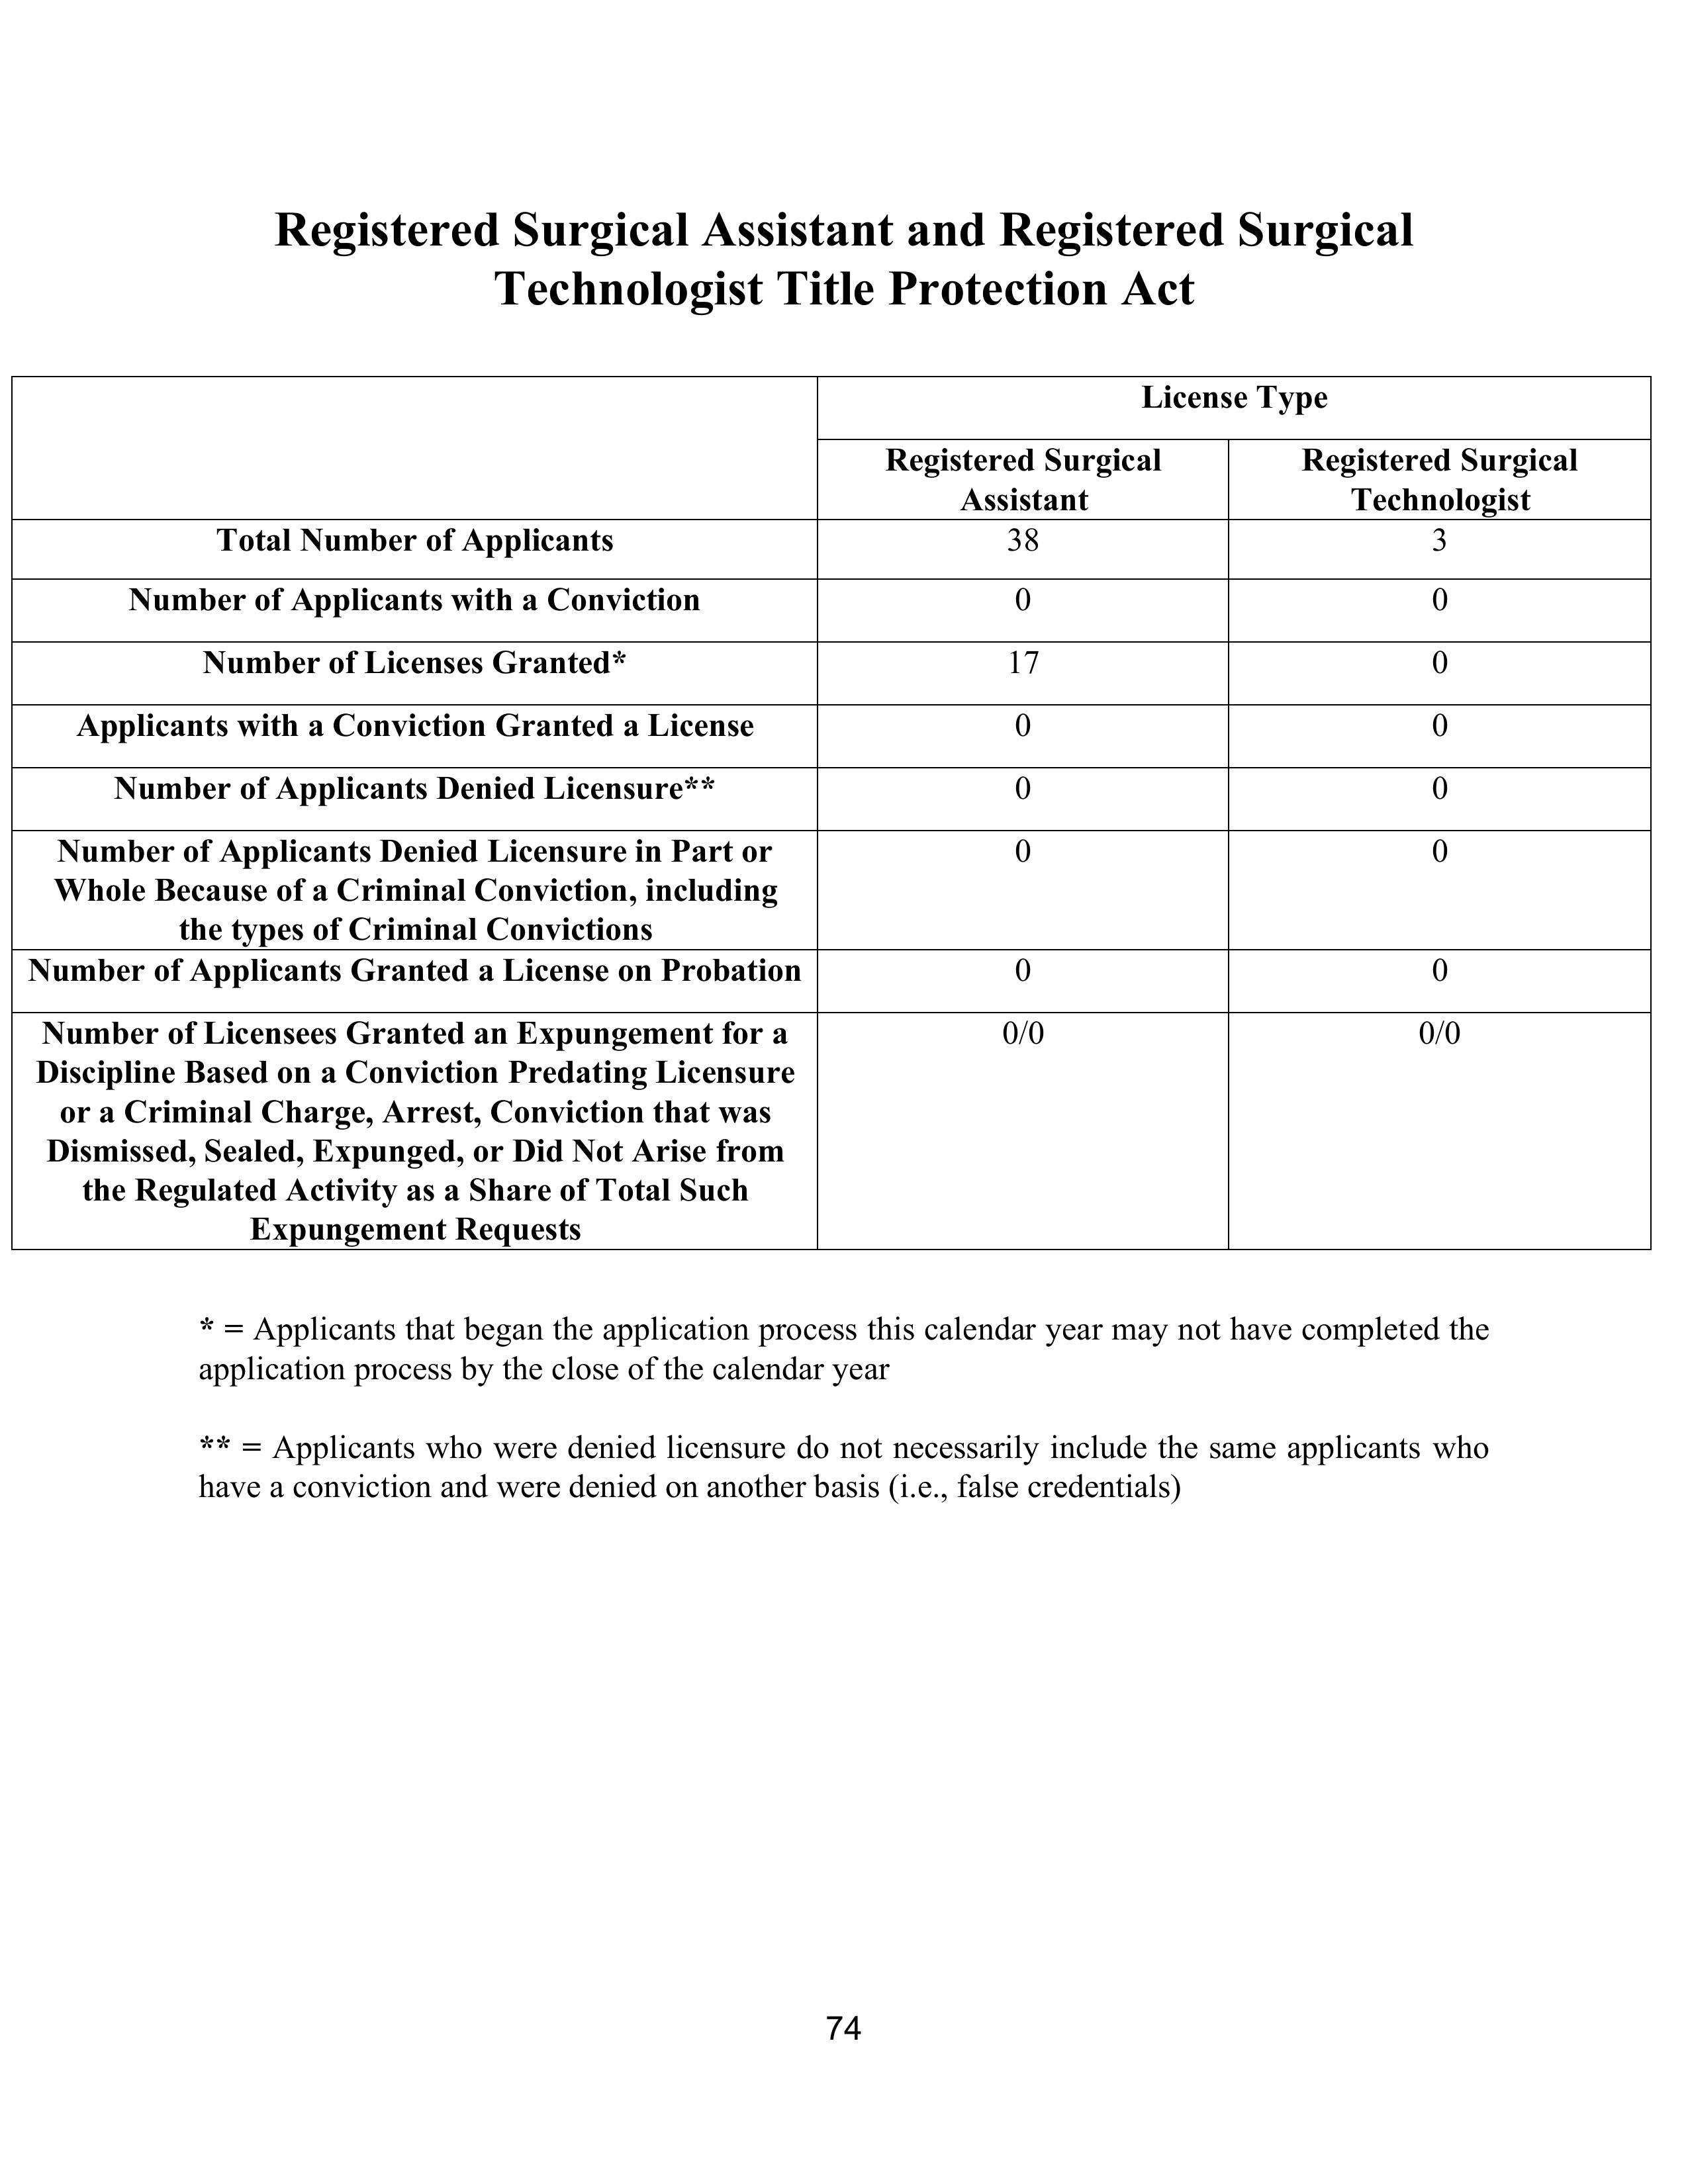 Registered Surgical Assistant and Registered Surgical
Technologist Title Protection Act
License Type
Registered Surgical
Assistant
Registered Surgical
Technologist
Total Number of Applicants
38
3
Number of Applicants with a Conviction
0
0
Number of Licenses Granted*
17
0
Applicants with a Conviction Granted a License
0
0
Number of Applicants Denied Licensure**
0
0
Number of Applicants Denied Licensure in Part or
Whole Because of a Criminal Conviction, including
the types of Criminal Convictions
0
0
Number of Applicants Granted a License on Probation
0
0
Number of Licensees Granted an Expungement for a
Discipline Based on a Conviction Predating Licensure
or a Criminal Charge, Arrest, Conviction that was
Dismissed, Sealed, Expunged, or Did Not Arise from
the Regulated Activity as a Share of Total Such
Expungement Requests
0/0
0/0
* = Applicants that began the application process this calendar year may not have completed the
application process by the close of the calendar year
** = Applicants who were denied licensure do not necessarily include the same applicants who
have a conviction and were denied on another basis (i.e., false credentials)
74